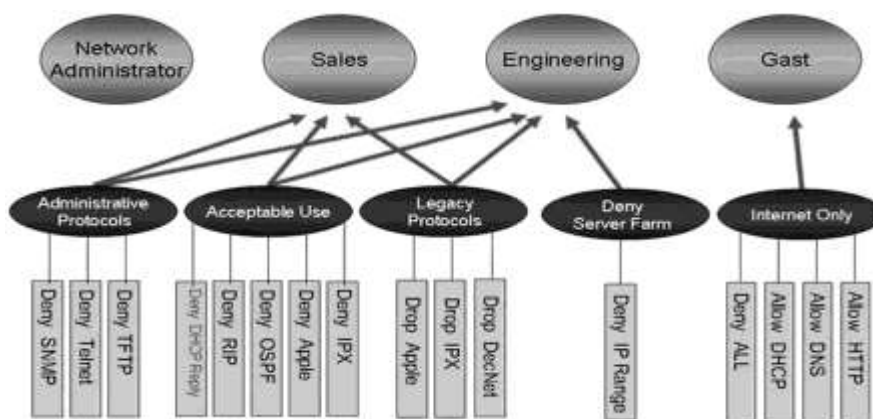 Network
Administrator
Sales
Engineering
Gast
Administrative
Protocols
Acceptable Use
Legacy
Protocols
Deny
Server Farm
Internet Only
Deny SNMP
Deny Telnet
Deny TFTP
Deny DHCP Reply
Deny RIP
Deny OSPF
Deny Apple
Deny IPX
Drop Apple
Drop IPX
Drop DecNet
Deny IP Range
Deny ALL
Allow DHCP
Allow DNS
Allow HTTP